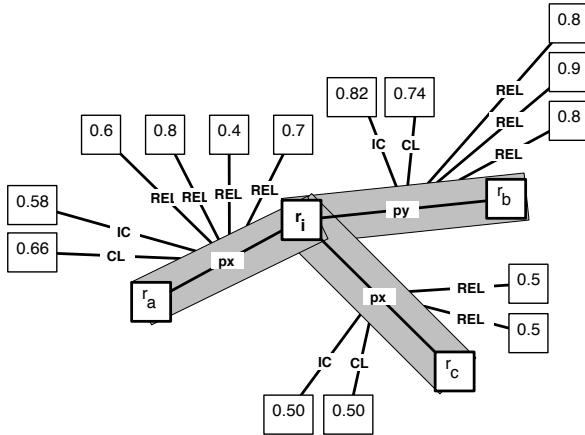 0.8
0.9
0.8
0.82
0.74
REL
REL
REL
0.6
0.8
0.4
0.7
IC
CL
REL
REL
REL
REL
0.58
0.66
IC
CL
r_b
r_i
py
px
r_a
px
REL
REL
0.5
0.5
IC
CL
r_c
0.50
0.50